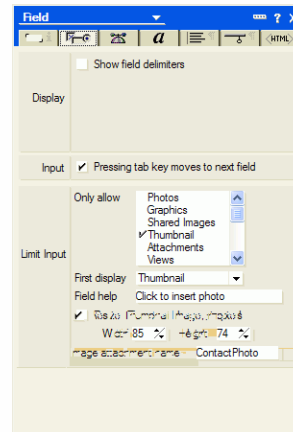 Field
? X
a <HTML>
Show field delimiters
Display
Input Pressing tab key moves to next field
Only allow Photos
Graphics
Shared Images
Thumbnail
Attachments
Views
Limit Input
First display Thumbnail
Field help Click to insert photo
85 74
ContactPhoto